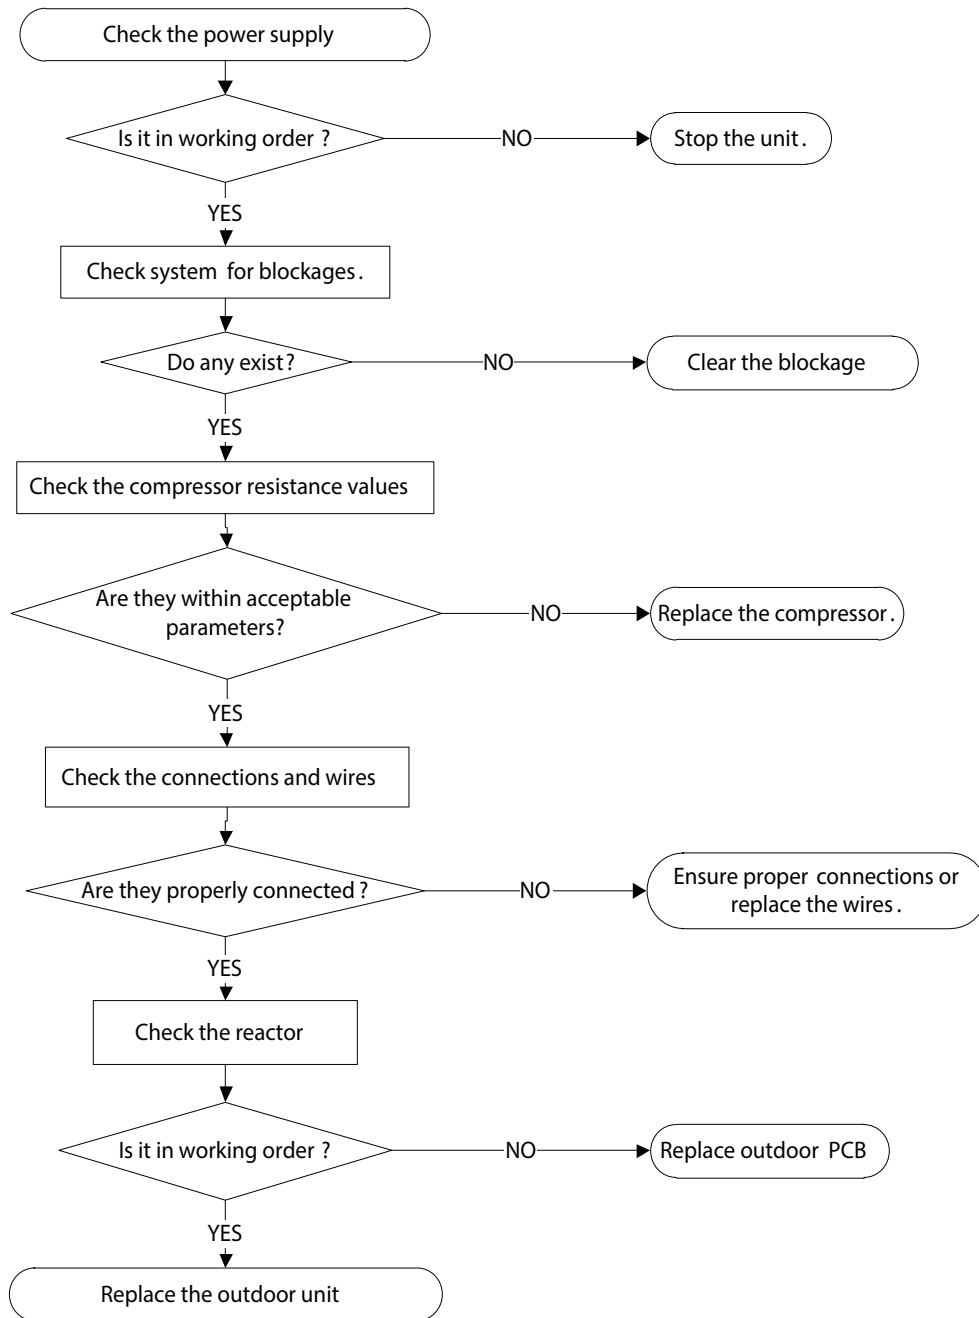 Check the power supply
Is it in working order ?
NO
Stop the unit .
YES
Check system for blockages .
Do any exist?
NO
Clear the blockage
YES
Check the compressor resistance values
Are they within acceptable
parameters?
NO
Replace the compressor .
YES
Check the connections and wires
Are they properly connected ?
NO
Ensure proper connections or
replace the wires .
YES
Check the reactor
Is it in working order ?
NO
Replace outdoor PCB
YES
Replace the outdoor unit